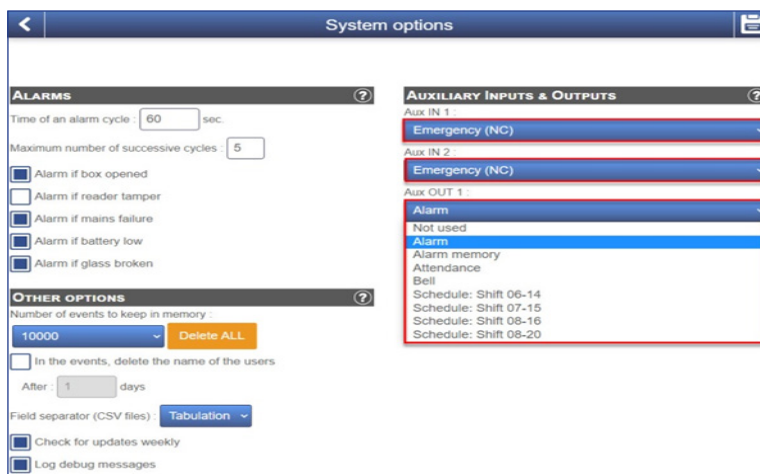 System options
ALARMS ?
Time of an alarm cycle : 60 sec.
Maximum number of successive cycles : 5
Alarm if box opened
Alarm if reader tamper
Alarm if mains failure
Alarm if battery low
Alarm if glass broken
OTHER OPTIONS ?
Number of events to keep in memory :
10000 Delete ALL
In the events, delete the name of the users
After : 1 days
Field separator (CSV files) : Tabulation
Check for updates weekly
Log debug messages
AUXILIARY INPUTS & OUTPUTS ?
Aux IN 1 :
Emergency (NC)
Aux IN 2 :
Emergency (NC)
Aux OUT 1 :
Alarm
Not used
Alarm
Alarm memory
Attendance
Bell
Schedule: Shift 06-14
Schedule: Shift 07-15
Schedule: Shift 08-16
Schedule: Shift 08-20